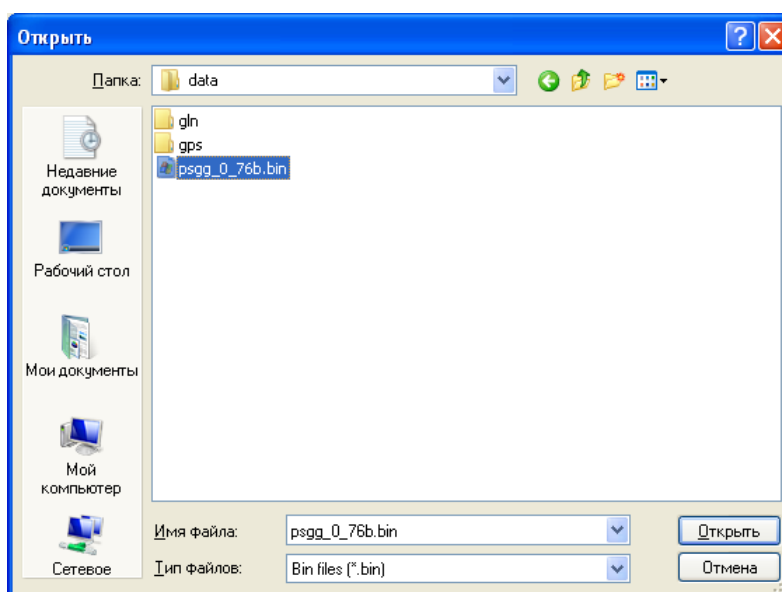 Открыть
Папка: data
gln
gps
psgg_0_76b.bin
Недавние
документы
Рабочий стол
Мои документы
Мой
компьютер
Сетевое
Имя файла: psgg_0_76b.bin Открыть
Тип файлов: Bin files (*.bin) Отмена